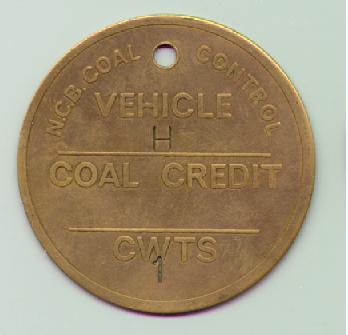 N.C.B. COAL CONTROL
VEHICLE
H
COAL CREDIT
CWTS
1